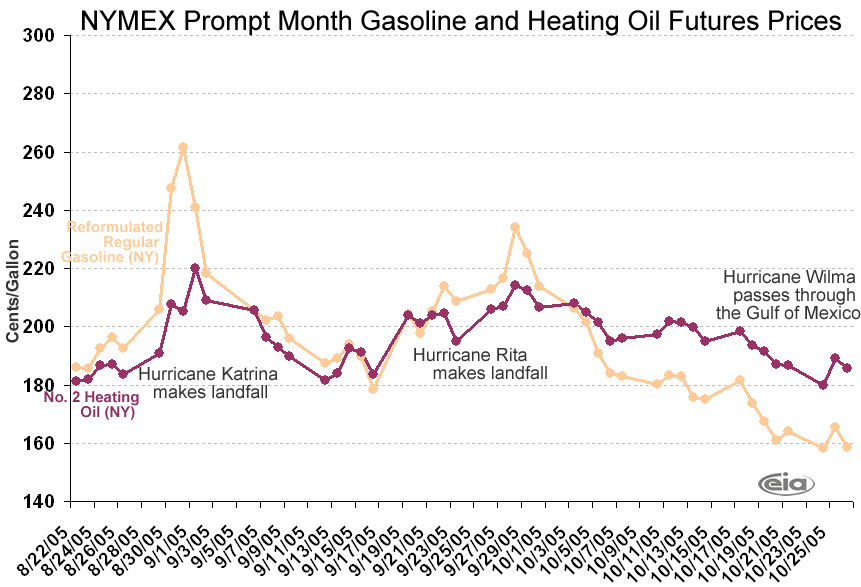 NYMEX Prompt Month Gasoline and Heating Oil Futures Prices
300
280
260
240
220
200
180
160
140
Cents/Gallon
Reformulated
Regular
Gasoline (NY)
No. 2 Heating
Oil (NY)
Hurricane Katrina
makes landfall
Hurricane Rita
makes landfall
Hurricane Wilma
passes through
the Gulf of Mexico
eia
8/22/05
8/24/05
8/26/05
8/28/05
8/30/05
9/1/05
9/3/05
9/5/05
9/7/05
9/9/05
9/11/05
9/13/05
9/15/05
9/17/05
9/19/05
9/21/05
9/23/05
9/25/05
9/27/05
9/29/05
10/1/05
10/3/05
10/5/05
10/7/05
10/9/05
10/11/05
10/13/05
10/15/05
10/17/05
10/19/05
10/21/05
10/23/05
10/25/05